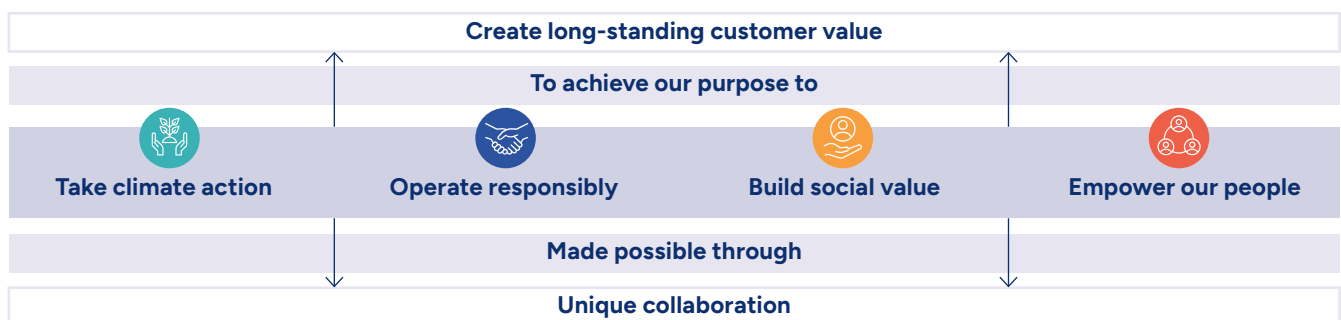 Create long-standing customer value
To achieve our purpose to
Take climate action
Operate responsibly
Build social value
Empower our people
Made possible through
Unique collaboration